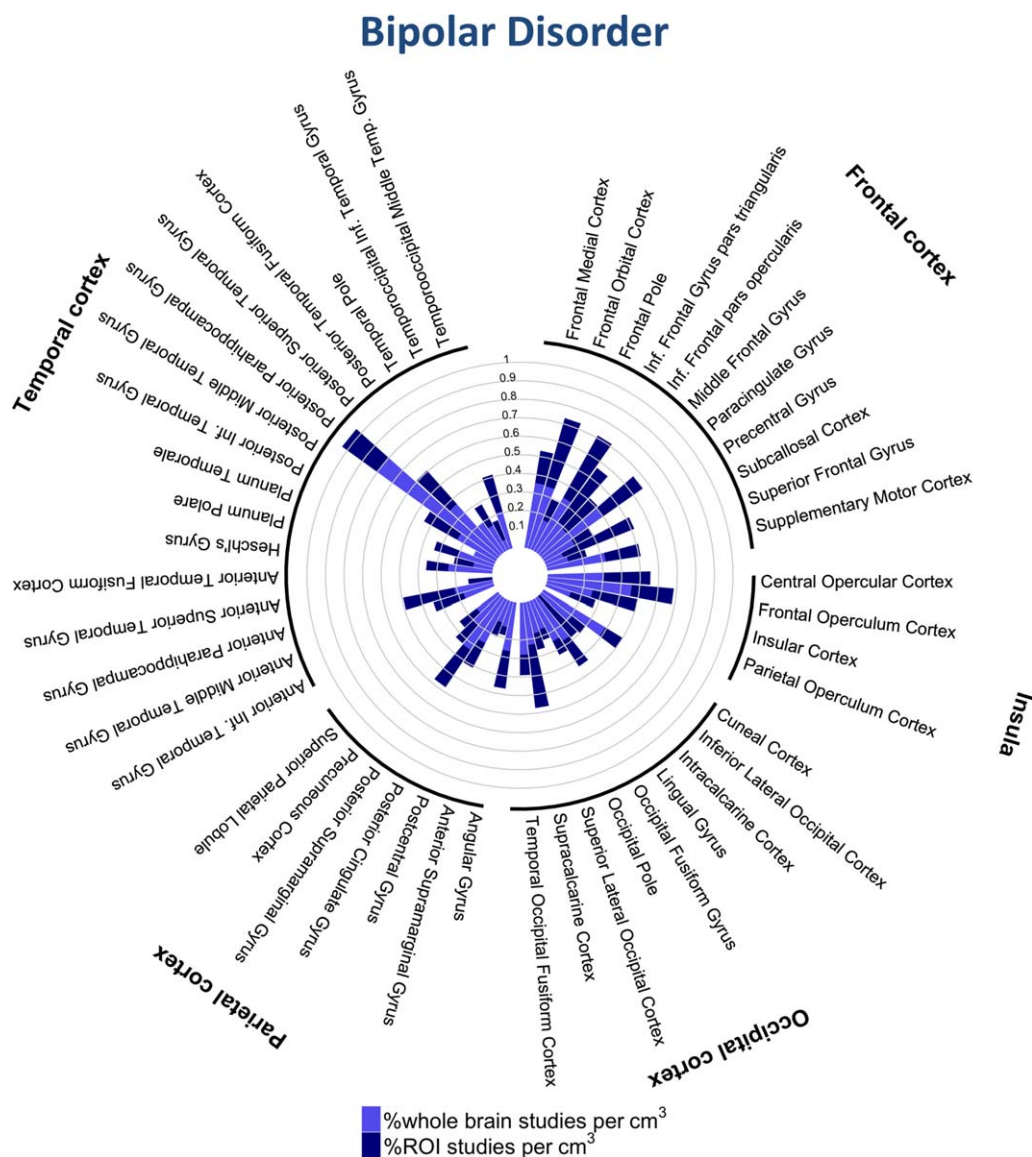 Bipolar Disorder
Frontal cortex
Frontal Medial Cortex
Frontal Orbital Cortex
Frontal Pole
Inf. Frontal Gyrus pars triangularis
Inf. Frontal pars opercularis
Middle Frontal Gyrus
Paracingulate Gyrus
Precentral Gyrus
Subcallosal Cortex
Superior Frontal Gyrus
Supplementary Motor Cortex
Insula
Central Opercular Cortex
Frontal Operculum Cortex
Insular Cortex
Parietal Operculum Cortex
Occipital cortex
Cuneal Cortex
Inferior Lateral Occipital Cortex
Intracalcarine Cortex
Lingual Gyrus
Occipital Fusiform Gyrus
Occipital Pole
Superior Lateral Occipital Cortex
Supracalcarine Cortex
Temporal Occipital Fusiform Cortex
Parietal cortex
Angular Gyrus
Anterior Supramarginal Gyrus
Postcentral Gyrus
Posterior Cingulate Gyrus
Posterior Supramarginal Gyrus
Precuneous Cortex
Superior Parietal Lobule
Temporal cortex
Anterior Inf. Temporal Gyrus
Anterior Middle Temporal Gyrus
Anterior Parahippocampal Gyrus
Anterior Superior Temporal Gyrus
Anterior Temporal Fusiform Cortex
Heschl's Gyrus
Planum Polare
Planum Temporale
Posterior Inf. Temporal Gyrus
Posterior Middle Temporal Gyrus
Posterior Parahippocampal Gyrus
Posterior Superior Temporal Gyrus
Posterior Temporal Fusiform Cortex
Temporal Pole
Temporoccipital Inf. Temporal Gyrus
Temporooccipital Middle Temp. Gyrus
1
0.9
0.8
0.7
0.6
0.5
0.4
0.3
0.2
0.1
%whole brain studies per cm³
%ROI studies per cm³